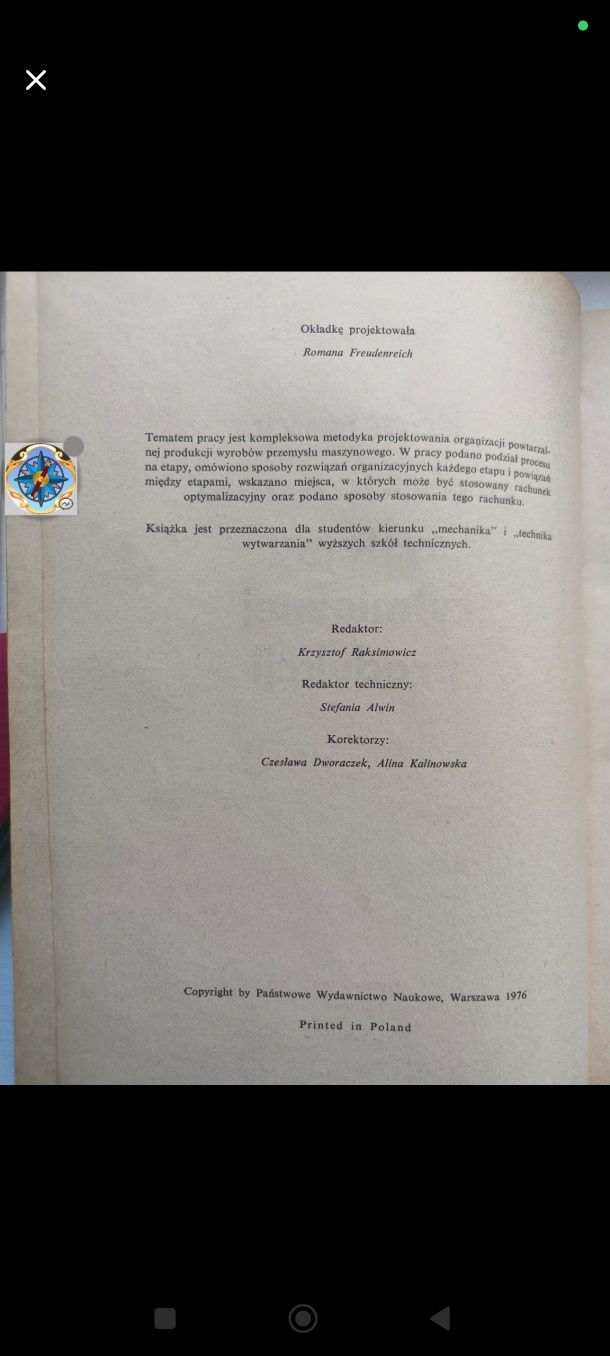 Okładkę projektowała
Romana Freudenreich
Tematem pracy jest kompleksowa metodyka projektowania organizacji powtarzal-
nej produkcji wyrobów przemysłu maszynowego. W pracy podano podział procesu
na etapy, omówiono sposoby rozwiązań organizacyjnych każdego etapu i powiązań
między etapami, wskazano miejsca, w których może być stosowany rachunek
optymalizacyjny oraz podano sposoby stosowania tego rachunku.
Książka jest przeznaczona dla studentów kierunku „mechanika” i „technika
wytwarzania” wyższych szkół technicznych.
Redaktor:
Krzysztof Raksimowicz
Redaktor techniczny:
Stefania Alwin
Korektorzy:
Czesława Dworaczek, Alina Kalinowska
Copyright by Państwowe Wydawnictwo Naukowe, Warszawa 1976
Printed in Poland